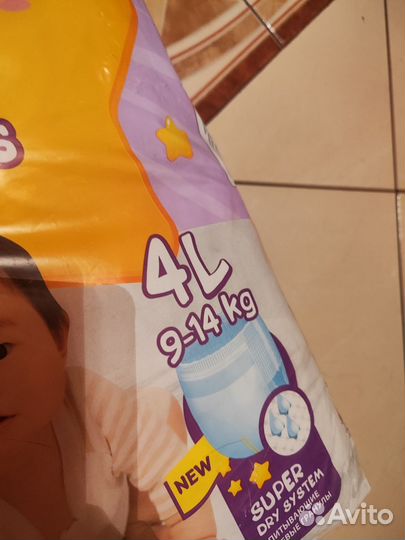 s
4L
9-14 kg
NEW
SUPER
DRY SYSTEM
Avito